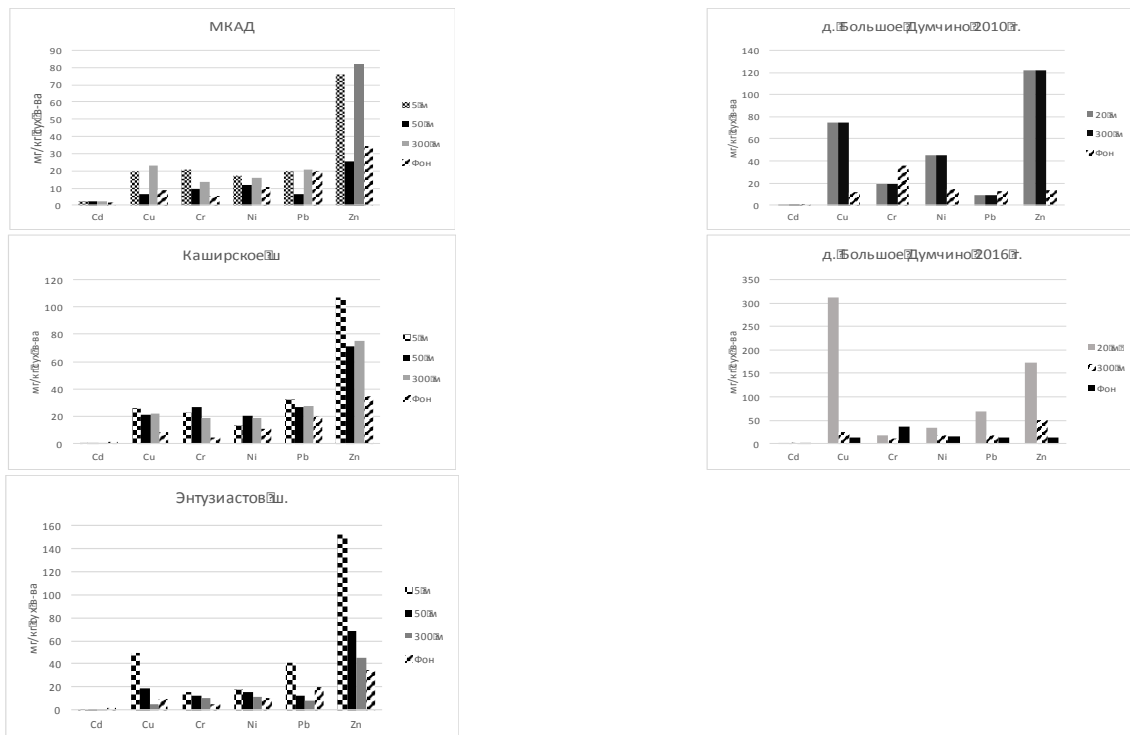 МКАД
мг/кг сух в-ва
90
80
70
60
50
40
30
20
10
0
Cd Cu Cr Ni Pb Zn
5 м
50 м
300 м
Фон
д. Большое Думчино 2010 г.
мг/кг сух в-ва
140
120
100
80
60
40
20
0
Cd Cu Cr Ni Pb Zn
20 м
300 м
Фон
Каширское ш
мг/кг сух в-ва
120
100
80
60
40
20
0
Cd Cu Cr Ni Pb Zn
5 м
50 м
300 м
Фон
д. Большое Думчино 2016 г.
мг/кг сух в-ва
350
300
250
200
150
100
50
0
Cd Cu Cr Ni Pb Zn
20 м
300 м
Фон
Энтузиастов ш.
мг/кг сух в-ва
160
140
120
100
80
60
40
20
0
Cd Cu Cr Ni Pb Zn
5 м
50 м
300 м
Фон